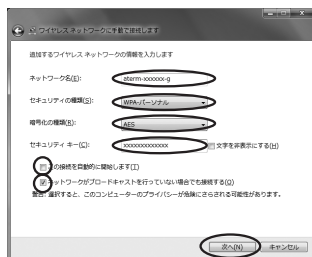 ワイヤレス ネットワークに手動で接続します
追加するワイヤレス ネットワークの情報を入力します
ネットワーク名(E): aterm-xxxxxx-g
セキュリティの種類(S): WPA-パーソナル
暗号化の種類(R): AES
セキュリティ キー(C): xxxxxxxxxxxxx 文字を非表示にする(H)
この接続を自動的に開始します(T)
ネットワークがブロードキャストを行っていない場合でも接続する(O)
警告: 選択すると、このコンピューターのプライバシーが危険にさらされる可能性があります。
次へ(N) キャンセル